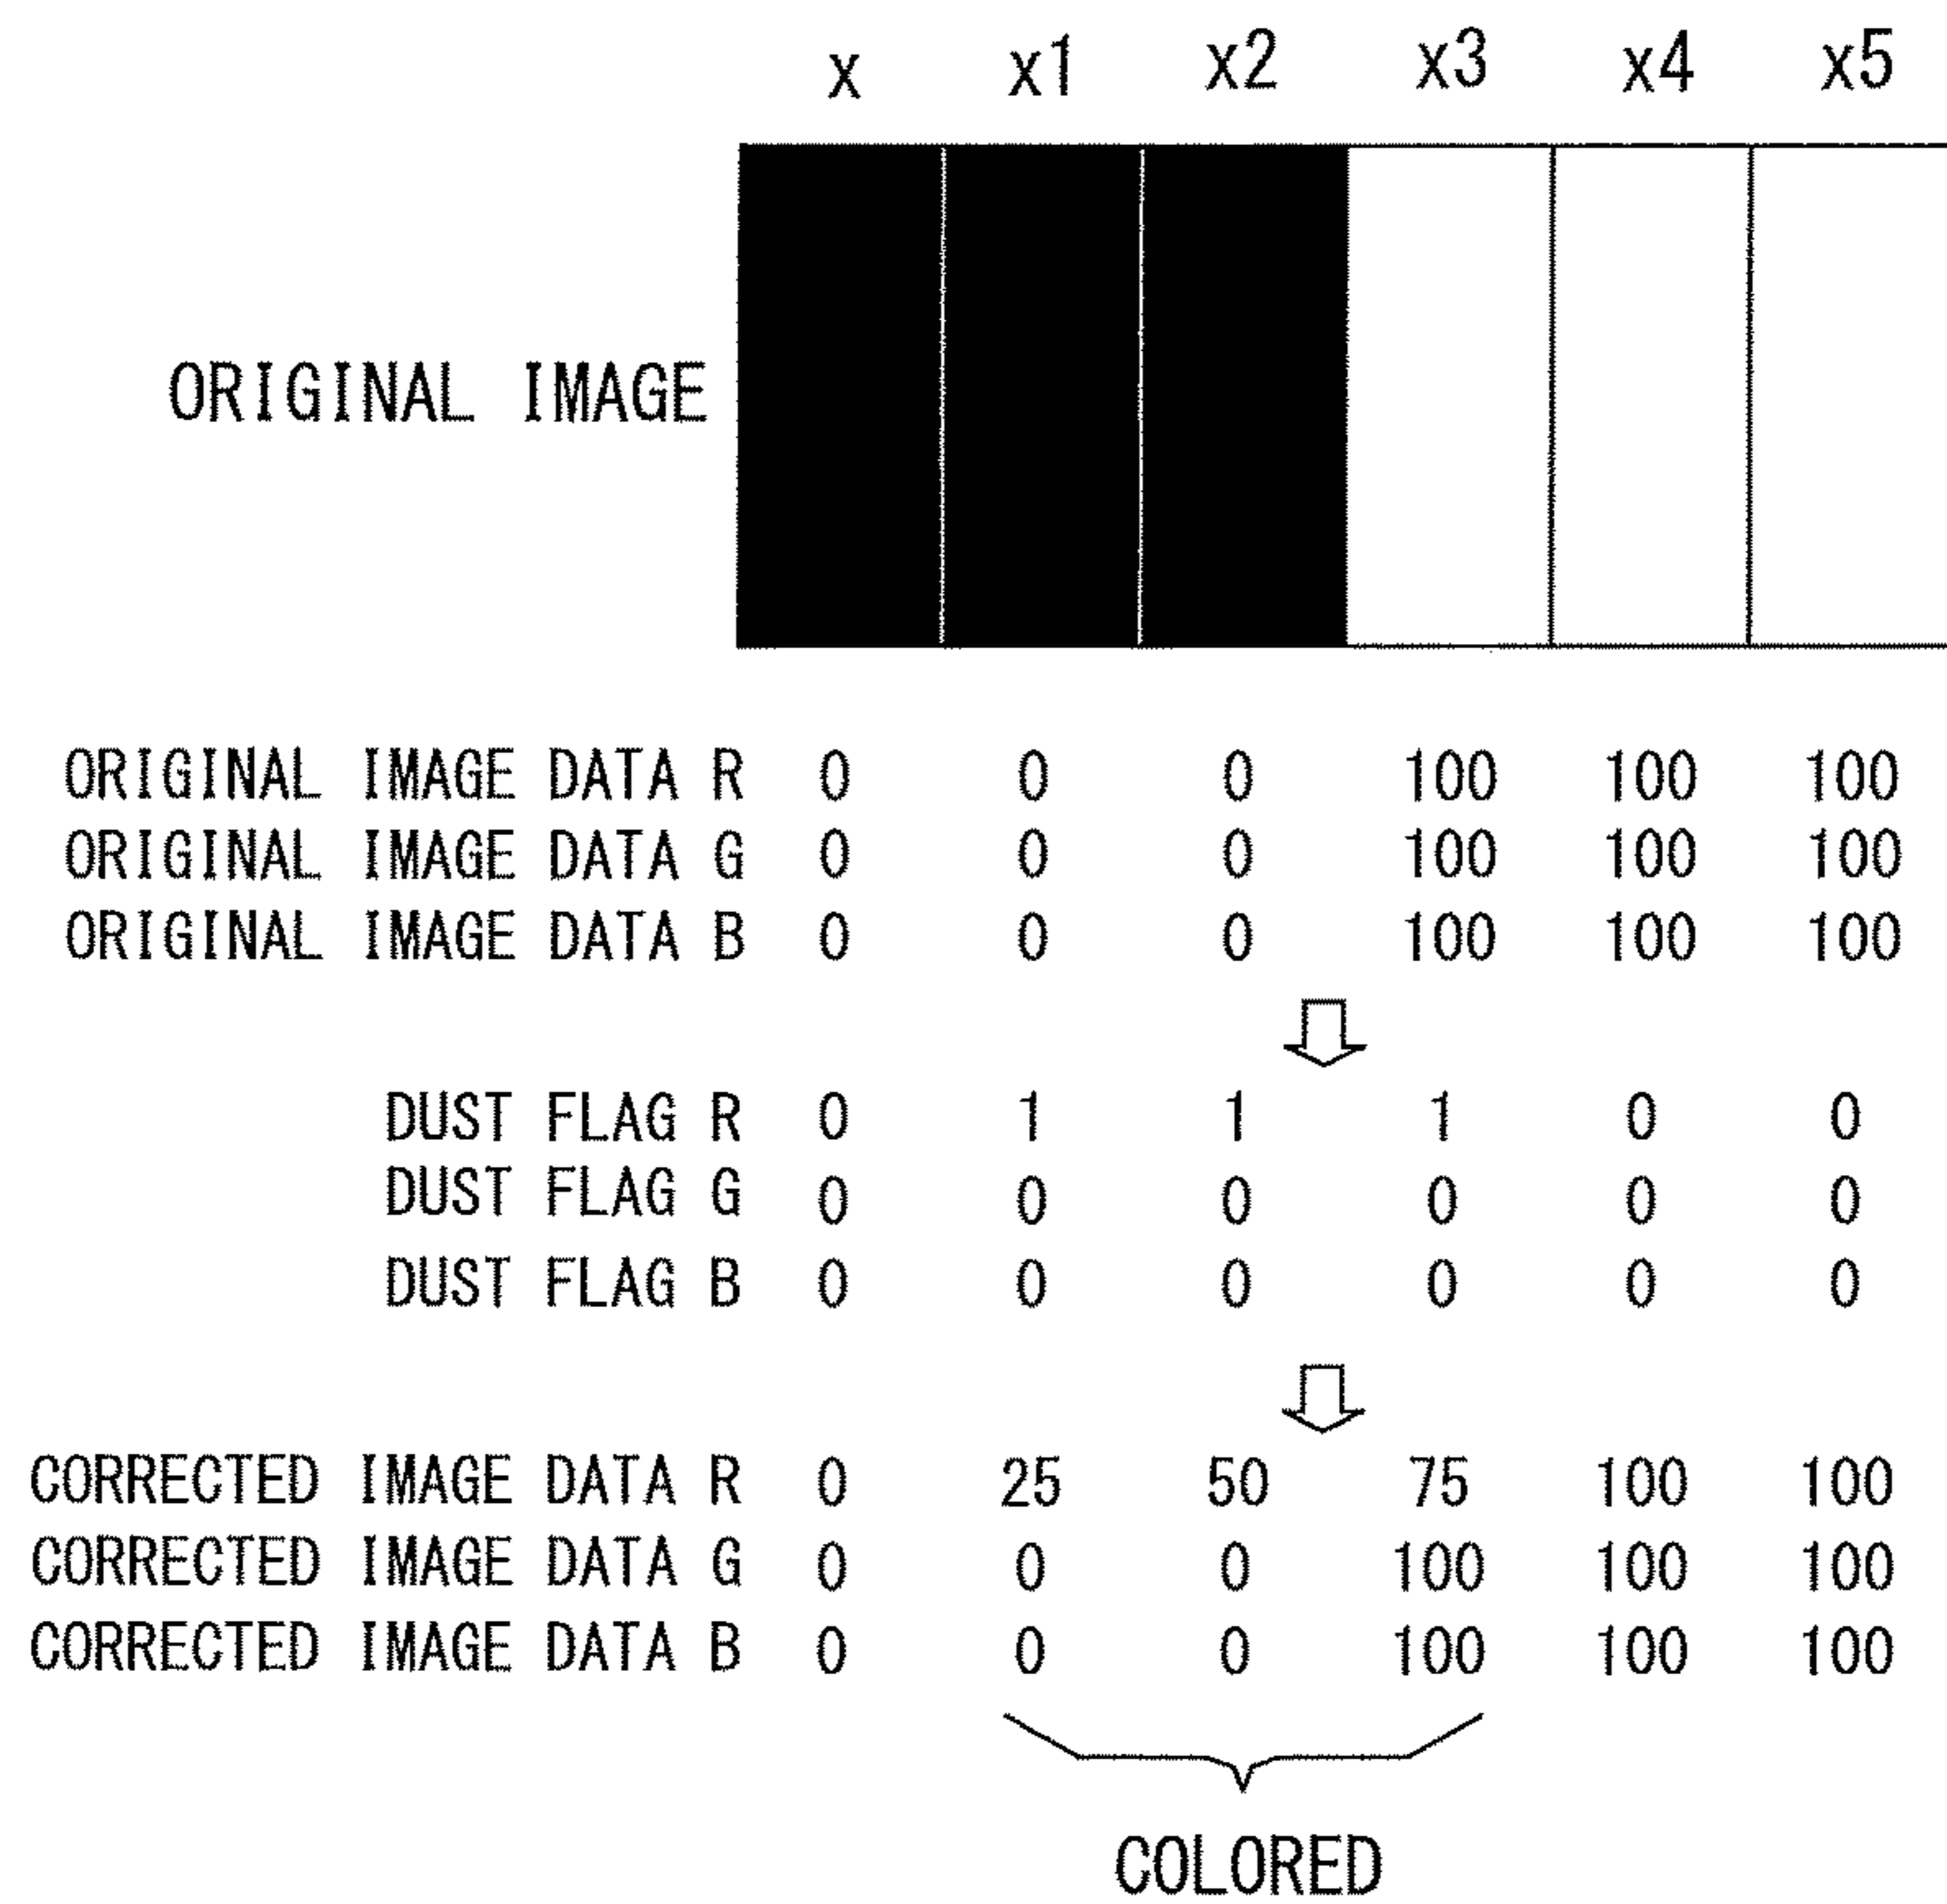 x x1 x2 x3 x4 x5
ORIGINAL IMAGE
ORIGINAL IMAGE DATA R 0 0 0 100 100 100
ORIGINAL IMAGE DATA G 0 0 0 100 100 100
ORIGINAL IMAGE DATA B 0 0 0 100 100 100
DUST FLAG R 0 1 1 1 0 0
DUST FLAG G 0 0 0 0 0 0
DUST FLAG B 0 0 0 0 0 0
CORRECTED IMAGE DATA R 0 25 50 75 100 100
CORRECTED IMAGE DATA G 0 0 0 100 100 100
CORRECTED IMAGE DATA B 0 0 0 100 100 100
COLORED